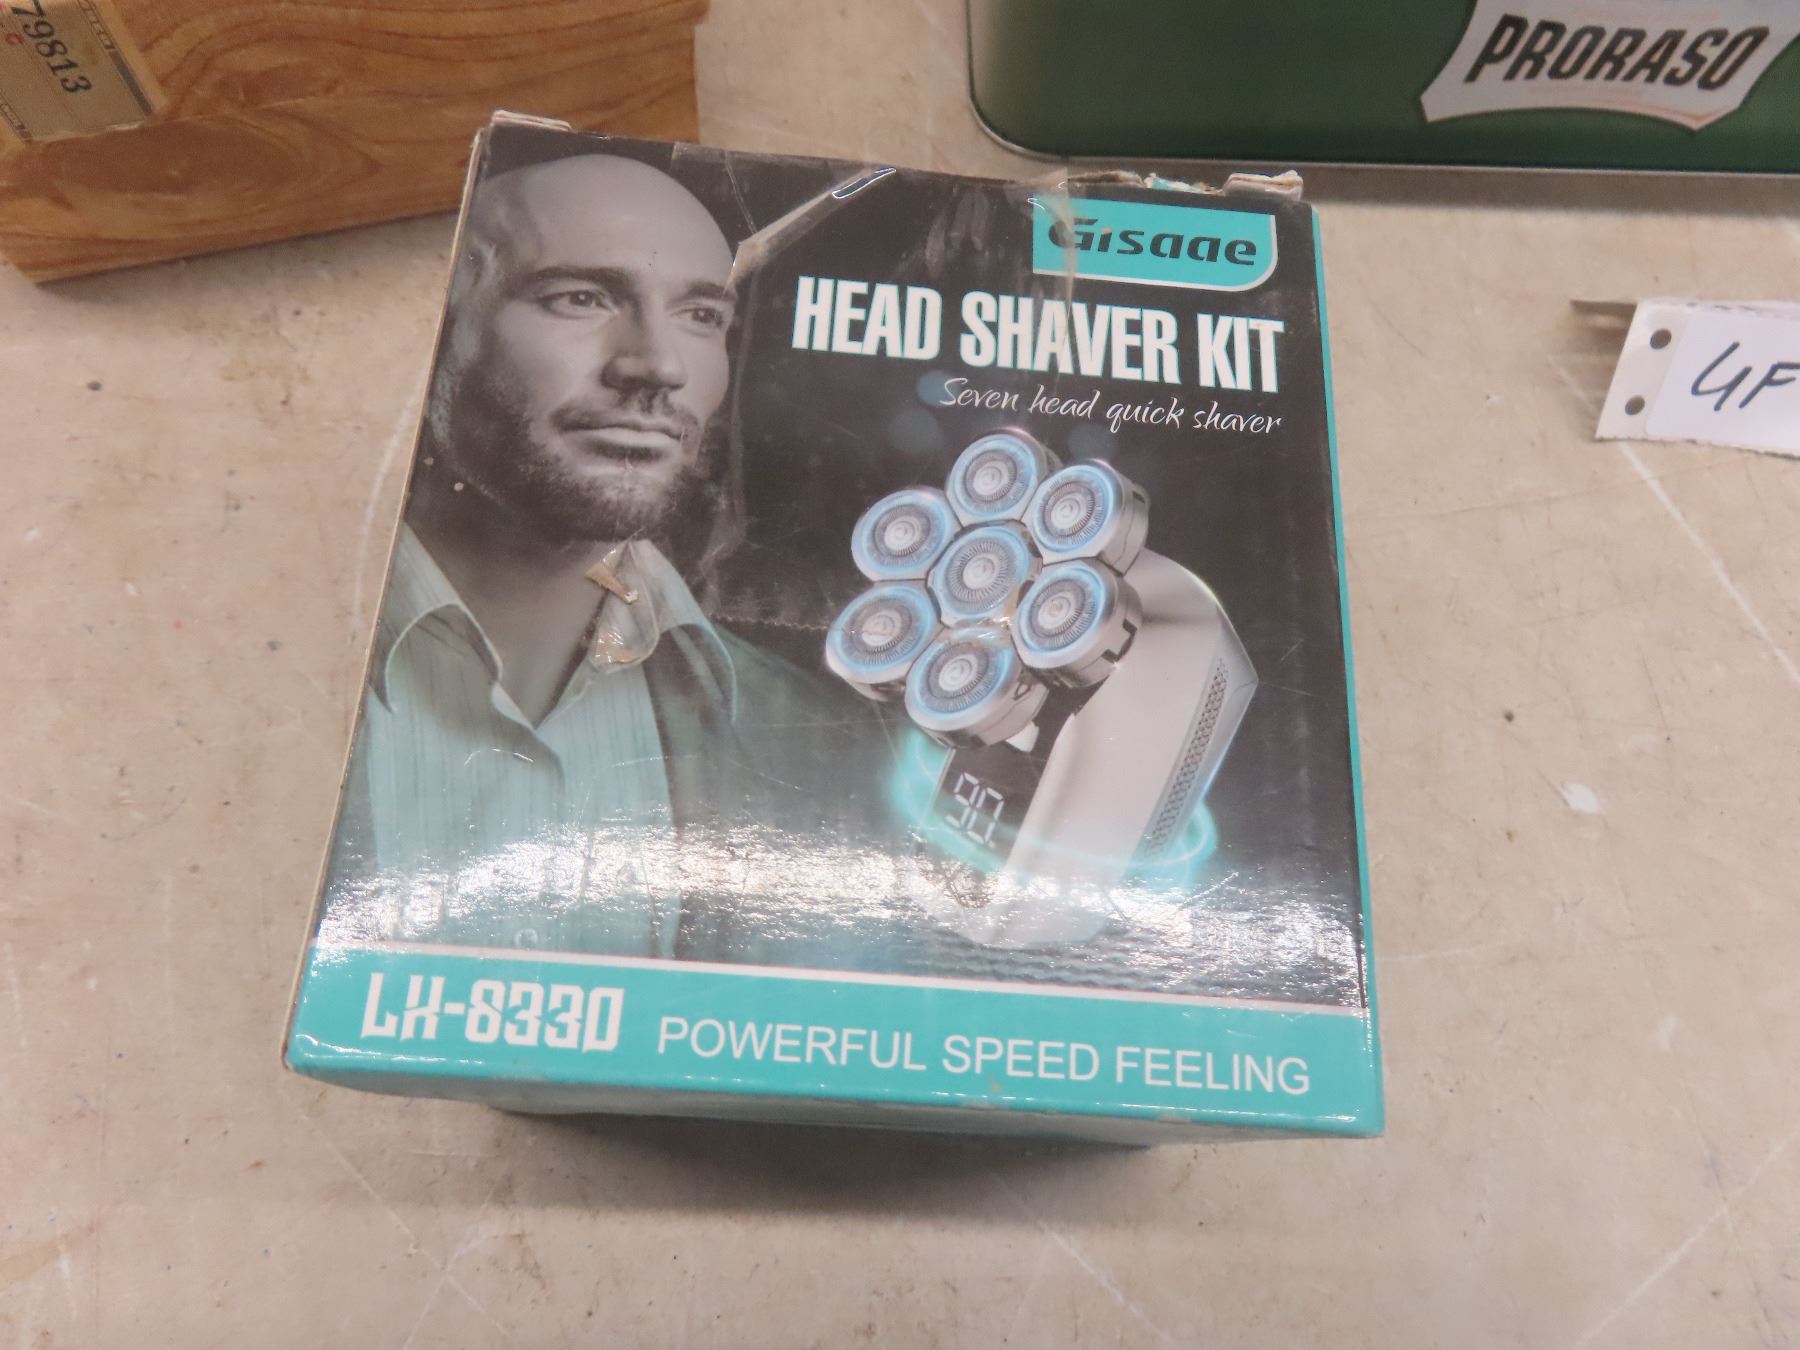 79813
PRORASO
Gisaae
HEAD SHAVER KIT
Seven head quick shaver
4F
90
LX-8330 POWERFUL SPEED FEELING